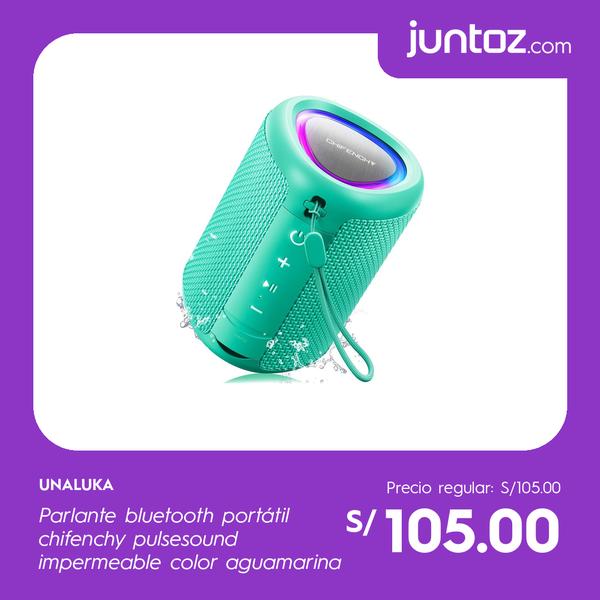 juntoz.com
CHIFENCHY
UNALUKA
Parlante bluetooth portátil
chifenchy pulsesound
impermeable color aguamarina
Precio regular: S/105.00
S/ 105.00